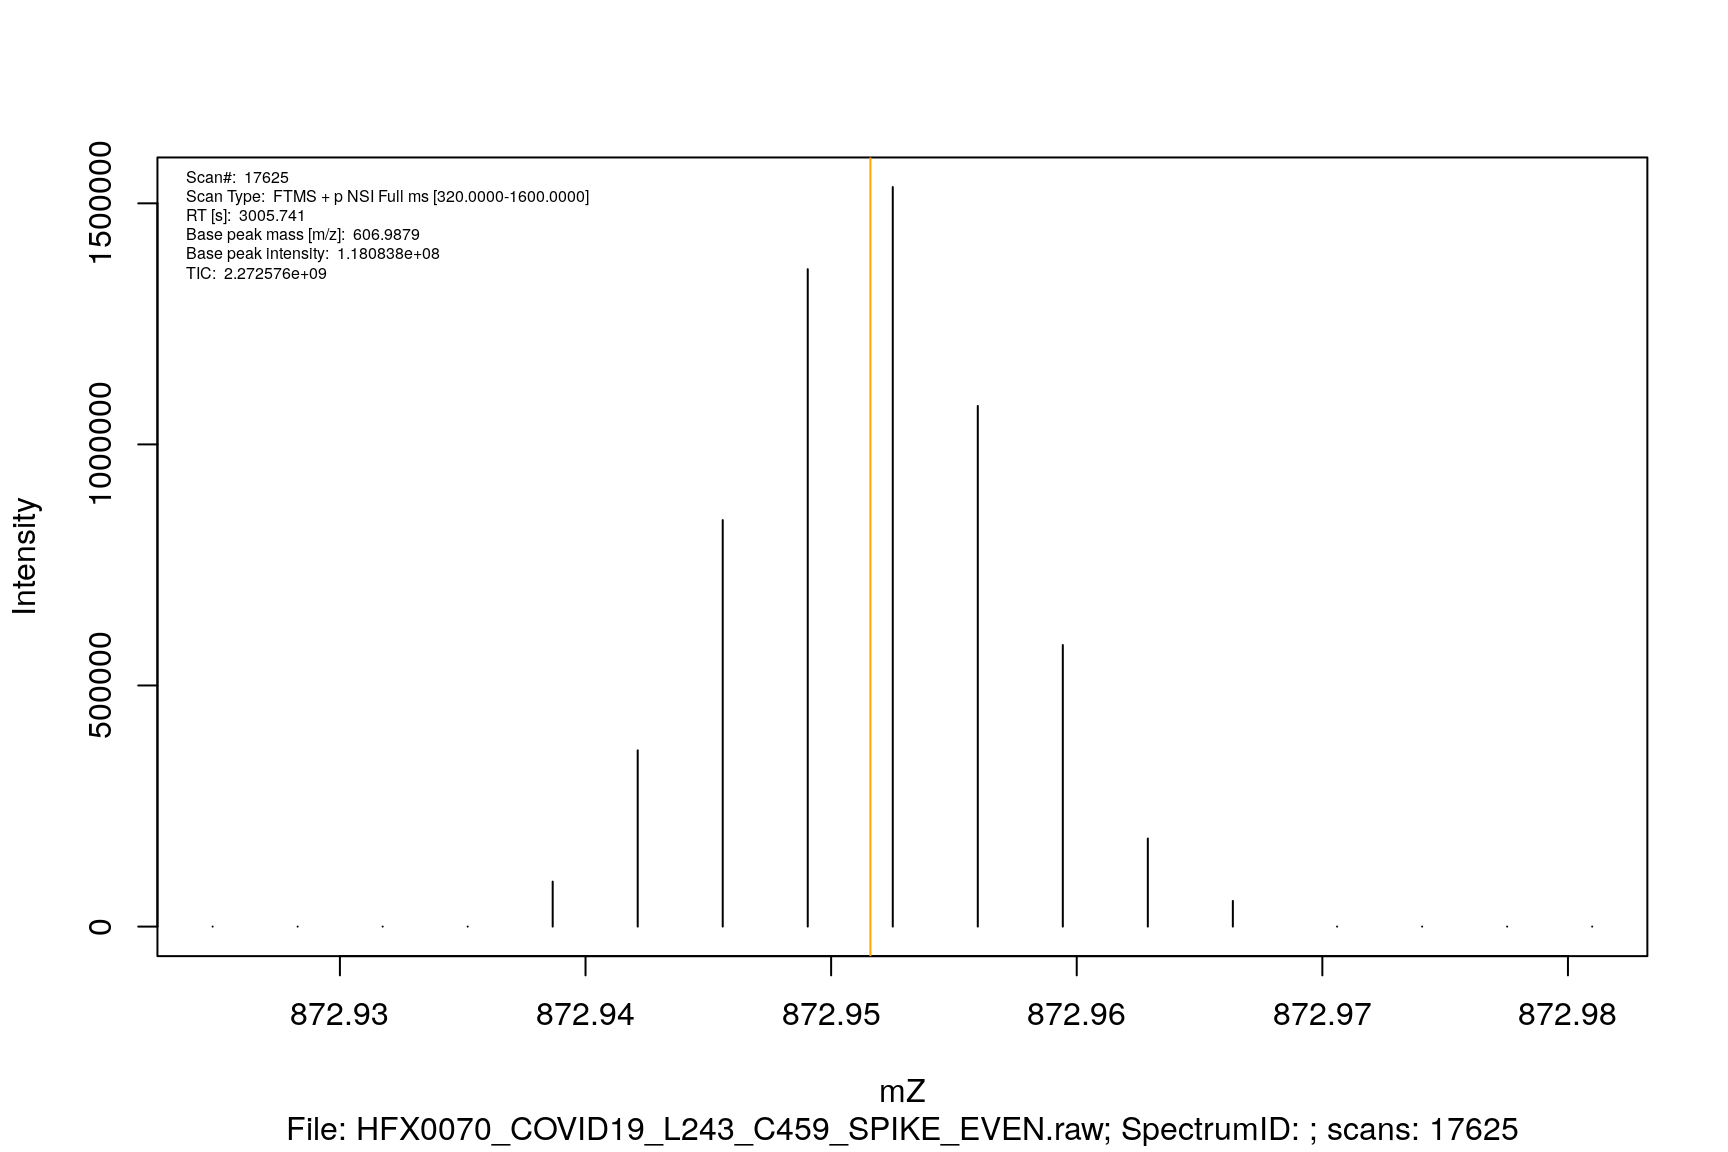 Scan#: 17625
Scan Type: FTMS + p NSI Full ms [320.0000-1600.0000]
RT [s]: 3005.741
Base peak mass [m/z]: 606.9879
Base peak intensity: 1.180838e+08
TIC: 2.272576e+09
Intensity
1500000
1000000
500000
0
872.93 872.94 872.95 872.96 872.97 872.98
mZ
File: HFX0070_COVID19_L243_C459_SPIKE_EVEN.raw; SpectrumID: ; scans: 17625